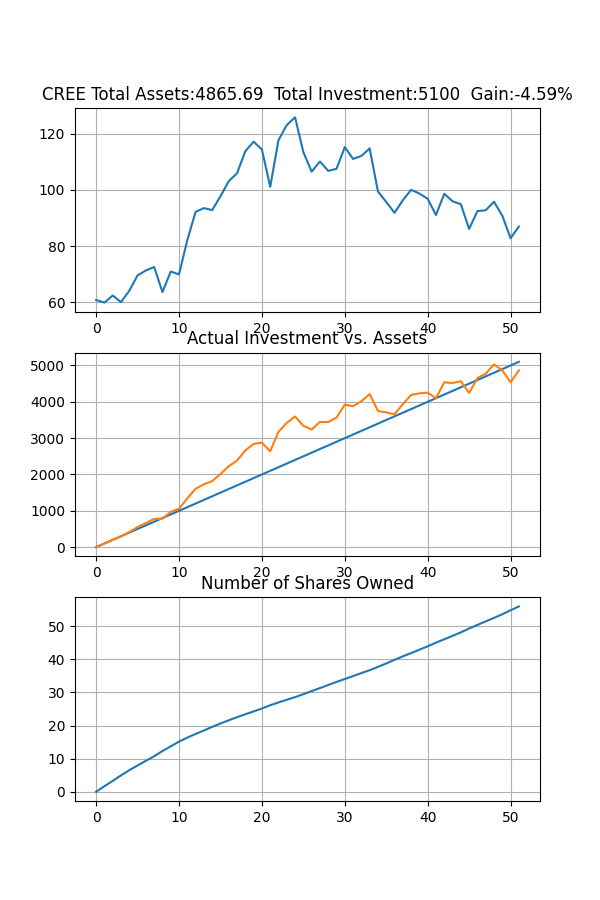 CREE Total Assets:4865.69  Total Investment:5100  Gain:-4.59%
120
100
80
60
0 10 20 30 40 50
Actual Investment vs. Assets
5000
4000
3000
2000
1000
0
0 10 20 30 40 50
Number of Shares Owned
50
40
30
20
10
0
0 10 20 30 40 50